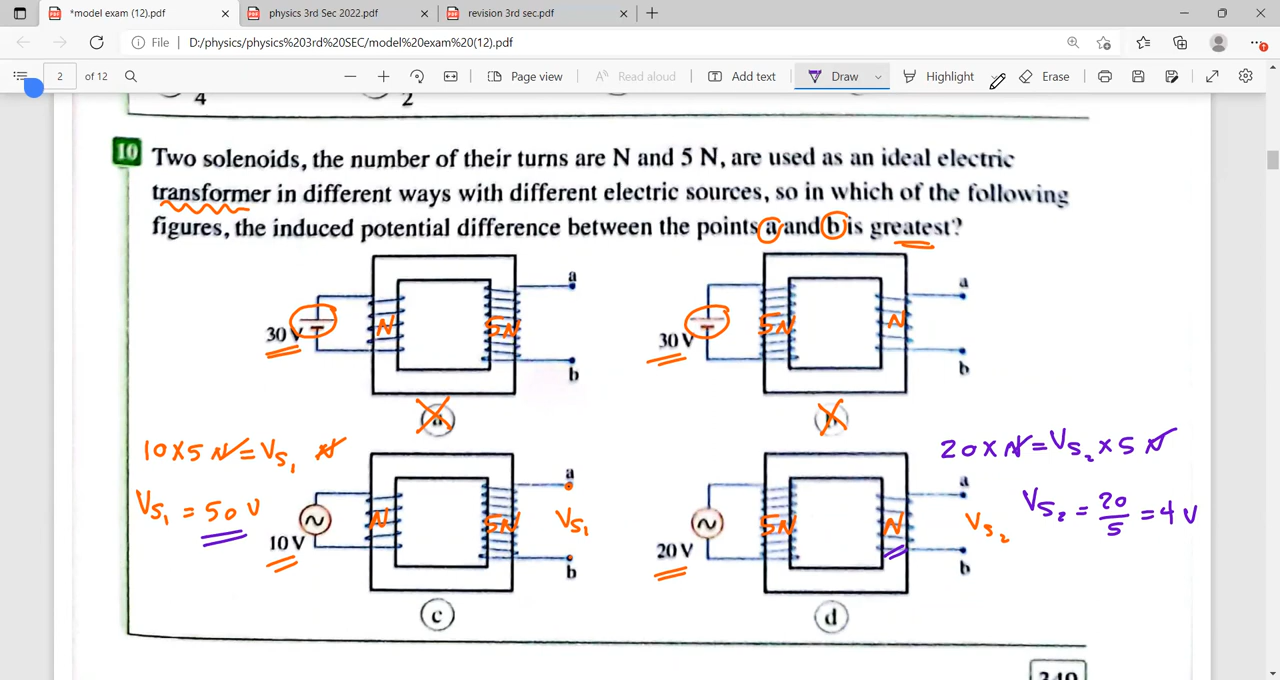 *model exam (12).pdf
physics 3rd Sec 2022.pdf
revision 3rd sec.pdf
File D:/physics/physics%203rd%20SEC/model%20exam%20(12).pdf
2 of 12
Page view
Read aloud
Add text
Draw
Highlight
Erase
4 2
10 Two solenoids, the number of their turns are N and 5 N, are used as an ideal electric
transformer in different ways with different electric sources, so in which of the following
figures, the induced potential difference between the points a and b is greatest?
a
30 V N 5N
b
a
a
30 V 5N N
b
10 × 5 N = VS1 N
VS1 = 50 V
a
10 V N 5N VS1
b
c
20 × N = VS2 × 5 N
VS2 = 20/5 = 4 V
a
20 V 5N N VS2
b
d